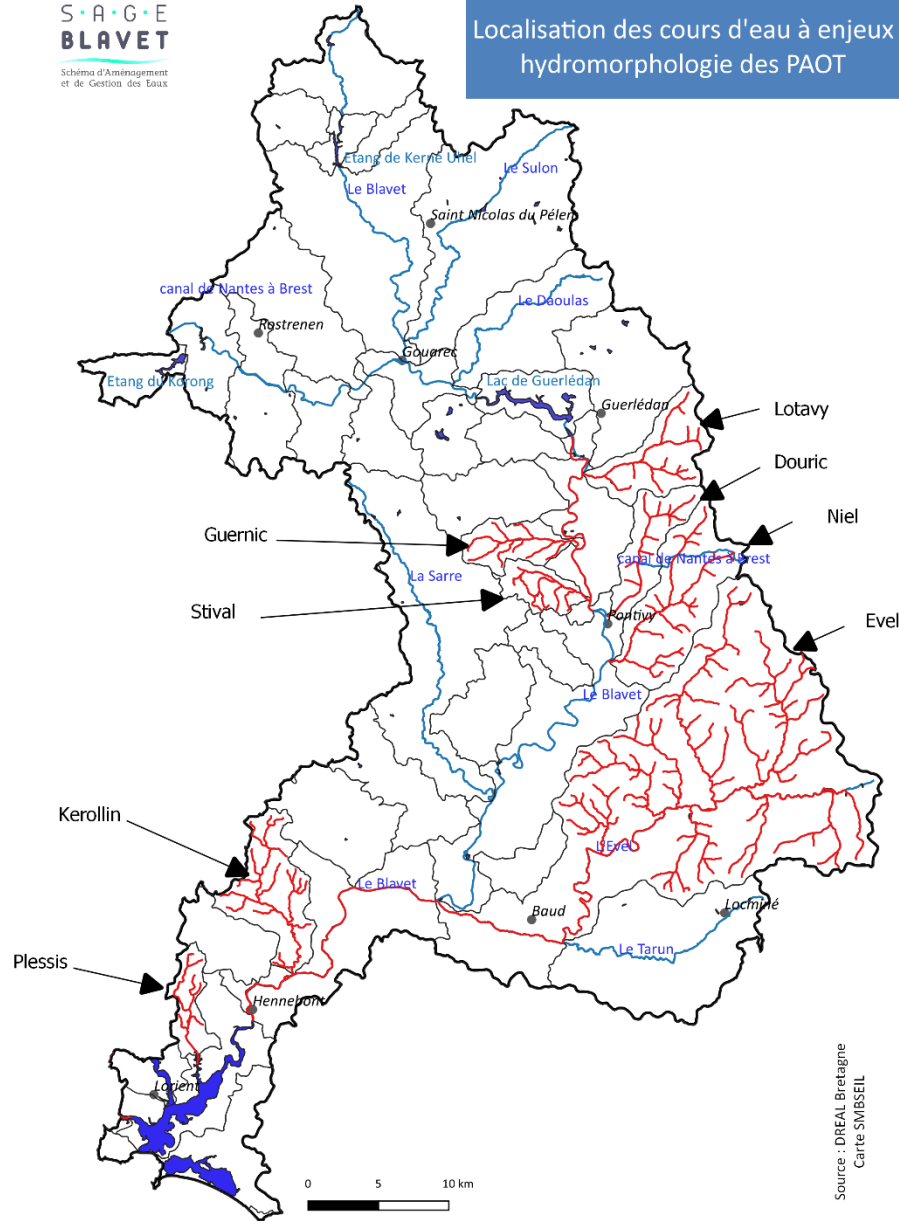 S·A·G·E
BLAVET
Schéma d'Aménagement
et de Gestion des Eaux
Localisation des cours d'eau à enjeux
hydromorphologie des PAOT
Etang de Kerné Uhel
Le Blavet
Le Sulon
Saint Nicolas du Pélem
canal de Nantes à Brest
Le Daoulas
Rostrenen
Gouarec
Etang du Korong
Lac de Guerlédan
Guerlédan
Lotavy
Douric
Niel
Guernic
canal de Nantes à Brest
La Sarre
Stival
Pontivy
Evel
Le Blavet
Kerollin
L'Evel
Le Blavet
Baud
Locminé
Le Tarun
Plessis
Hennebont
Lorient
0 5 10 km
Source : DREAL Bretagne
Carte SMBSEIL